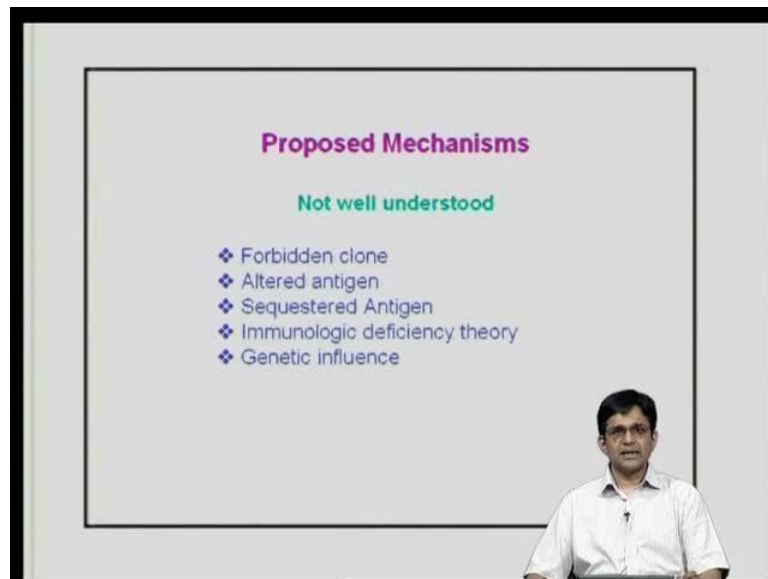 Proposed Mechanisms
Not well understood
❖ Forbidden clone
❖ Altered antigen
❖ Sequestered Antigen
❖ Immunologic deficiency theory
❖ Genetic influence